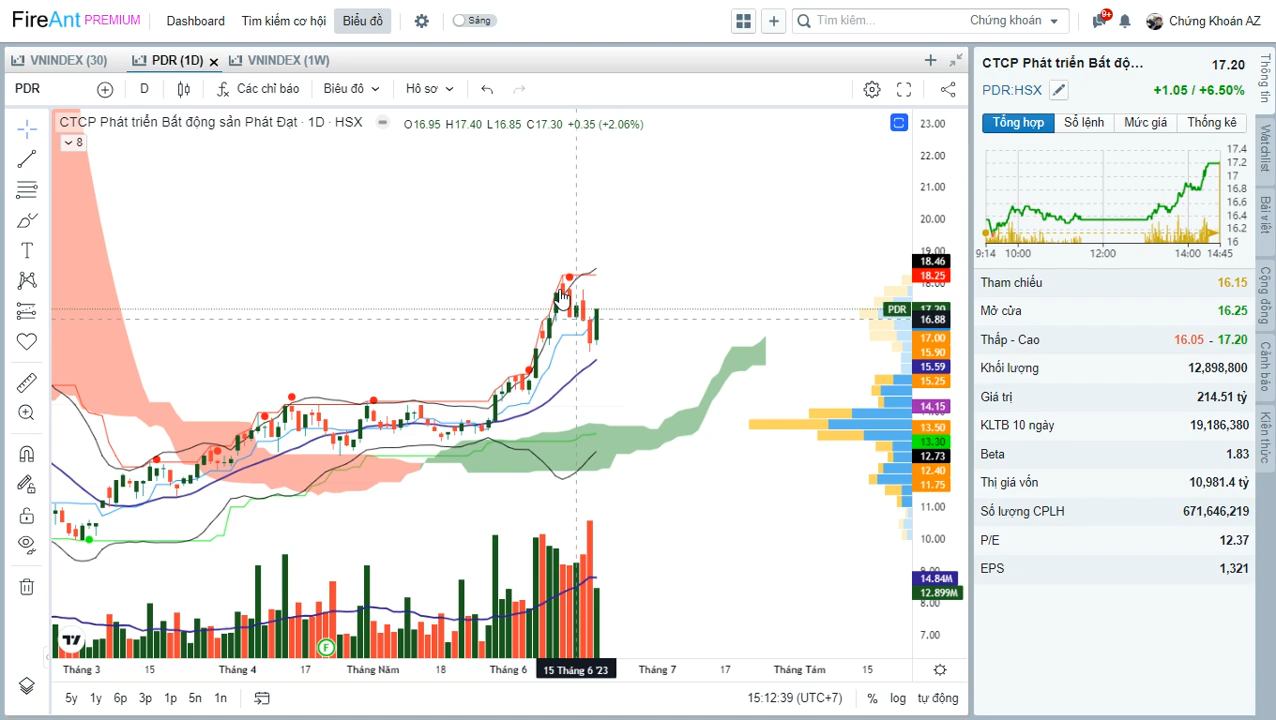 FireAnt PREMIUM Dashboard Tìm kiếm cơ hội Biểu đồ Sáng Tìm kiếm... Chứng khoán 9+ Chứng Khoán AZ
VNINDEX (30) PDR (1D) VNINDEX (1W)
PDR D Các chỉ báo Biểu đồ Hồ sơ
CTCP Phát triển Bất động sản Phát Đạt · 1D · HSX O16.95 H17.40 L16.85 C17.30 +0.35 (+2.06%)
8
23.00
22.00
21.00
20.00
19.00
18.46
18.25
18.00
PDR 17.20
16.88
17.00
15.90
15.59
15.25
14.15
13.50
13.30
12.73
12.40
11.75
11.00
10.00
9.00
14.84M
12.899M
8.00
7.00
F
Tháng 3 15 Tháng 4 17 Tháng Năm 18 Tháng 6 15 Tháng 6 '23 Tháng 7 17 Tháng Tám 15
5y 1y 6p 3p 1p 5n 1n 15:12:39 (UTC+7) % log tự động
CTCP Phát triển Bất độ... 17.20
PDR:HSX +1.05 / +6.50%
Tổng hợp Sổ lệnh Mức giá Thống kê
17.4
17.2
17
16.8
16.6
16.4
16.2
16
9:14 10:00 12:00 14:00 14:45
Tham chiếu 16.15
Mở cửa 16.25
Thấp - Cao 16.05 - 17.20
Khối lượng 12,898,800
Giá trị 214.51 tỷ
KLTB 10 ngày 19,186,380
Beta 1.83
Thị giá vốn 10,981.4 tỷ
Số lượng CPLH 671,646,219
P/E 12.37
EPS 1,321
Thông tin
Watchlist
Bài viết
Cộng đồng
Cảnh báo
Kiến thức